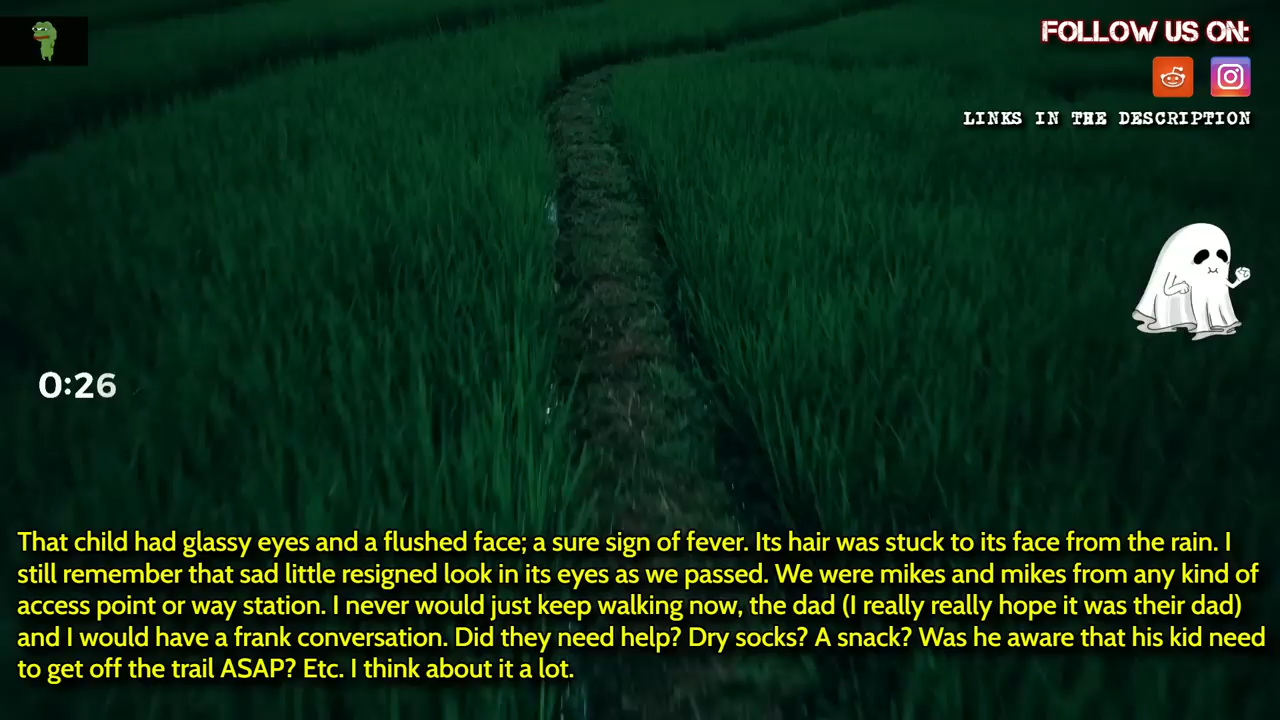 FOLLOW US ON:
LINKS IN THE DESCRIPTION
0:26
That child had glassy eyes and a flushed face; a sure sign of fever. Its hair was stuck to its face from the rain. I
still remember that sad little resigned look in its eyes as we passed. We were mikes and mikes from any kind of
access point or way station. I never would just keep walking now, the dad (I really really hope it was their dad)
and I would have a frank conversation. Did they need help? Dry socks? A snack? Was he aware that his kid need
to get off the trail ASAP? Etc. I think about it a lot.